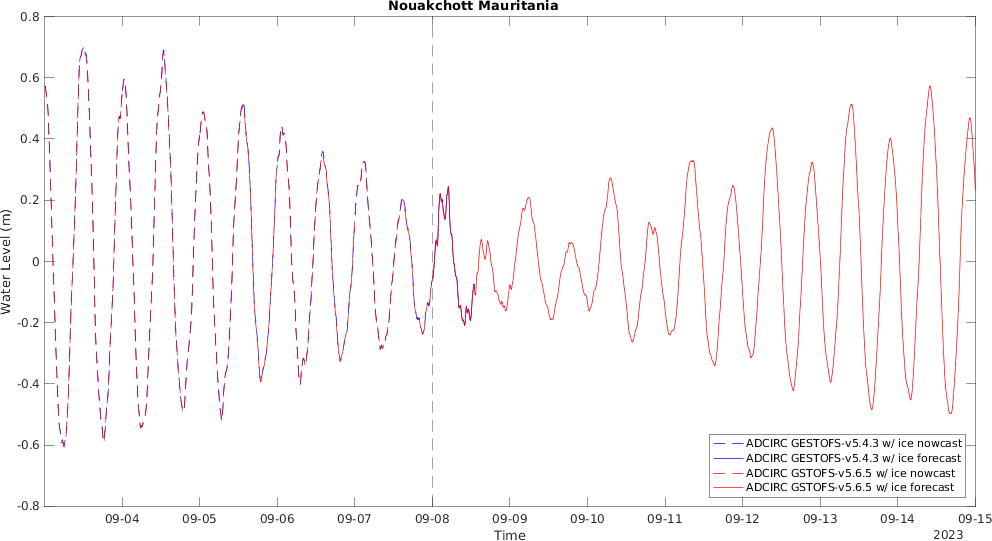 Nouakchott Mauritania
0.8
0.6
0.4
0.2
0
-0.2
-0.4
-0.6
-0.8
Water Level (m)
ADCIRC GESTOFS-v5.4.3 w/ ice nowcast
ADCIRC GESTOFS-v5.4.3 w/ ice forecast
ADCIRC GSTOFS-v5.6.5 w/ ice nowcast
ADCIRC GSTOFS-v5.6.5 w/ ice forecast
09-04 09-05 09-06 09-07 09-08 09-09 09-10 09-11 09-12 09-13 09-14 09-15
Time
2023